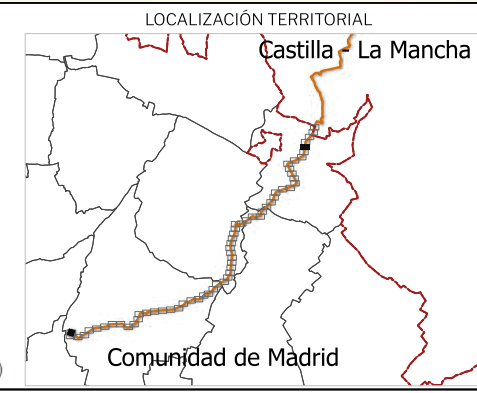 LOCALIZACIÓN TERRITORIAL
Castilla - La Mancha
Comunidad de Madrid